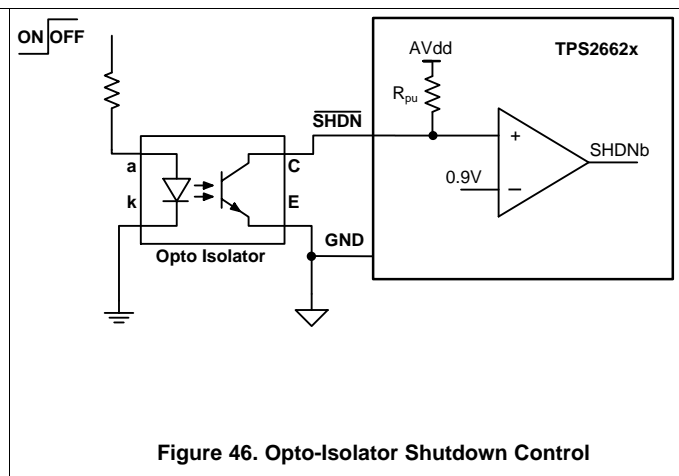 ON OFF
AVdd
TPS2662x
Rpu
SHDN
SHDNb
a
C
0.9V
+
−
k
E
GND
Opto Isolator
Figure 46. Opto-Isolator Shutdown Control